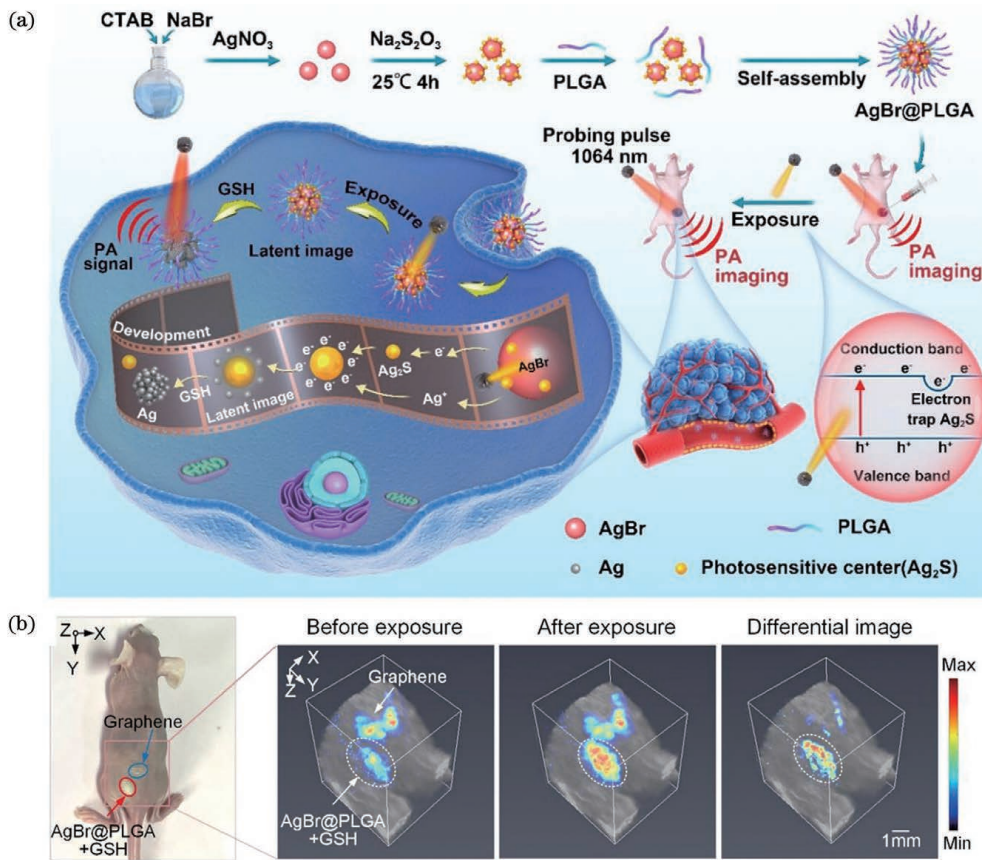 (a)
CTAB NaBr
AgNO₃
Na₂S₂O₃
25℃ 4h
PLGA
Self-assembly
AgBr@PLGA
Probing pulse
1064 nm
Exposure
PA
imaging
PA
imaging
GSH
Exposure
PA
signal
Latent image
Development
Ag
GSH
Latent image
e⁻ e⁻ e⁻ e⁻ e⁻ e⁻ e⁻ e⁻
Ag₂S
e⁻
e⁻
Ag⁺
AgBr
Conduction band
e⁻ e⁻ e⁻
Electron
trap Ag₂S
h⁺ h⁺ h⁺
Valence band
AgBr
PLGA
Ag
Photosensitive center(Ag₂S)
(b)
Z X
Y
Graphene
AgBr@PLGA
+GSH
Before exposure
X
Z Y
Graphene
AgBr@PLGA
+GSH
After exposure
Differential image
1mm
Max
Min